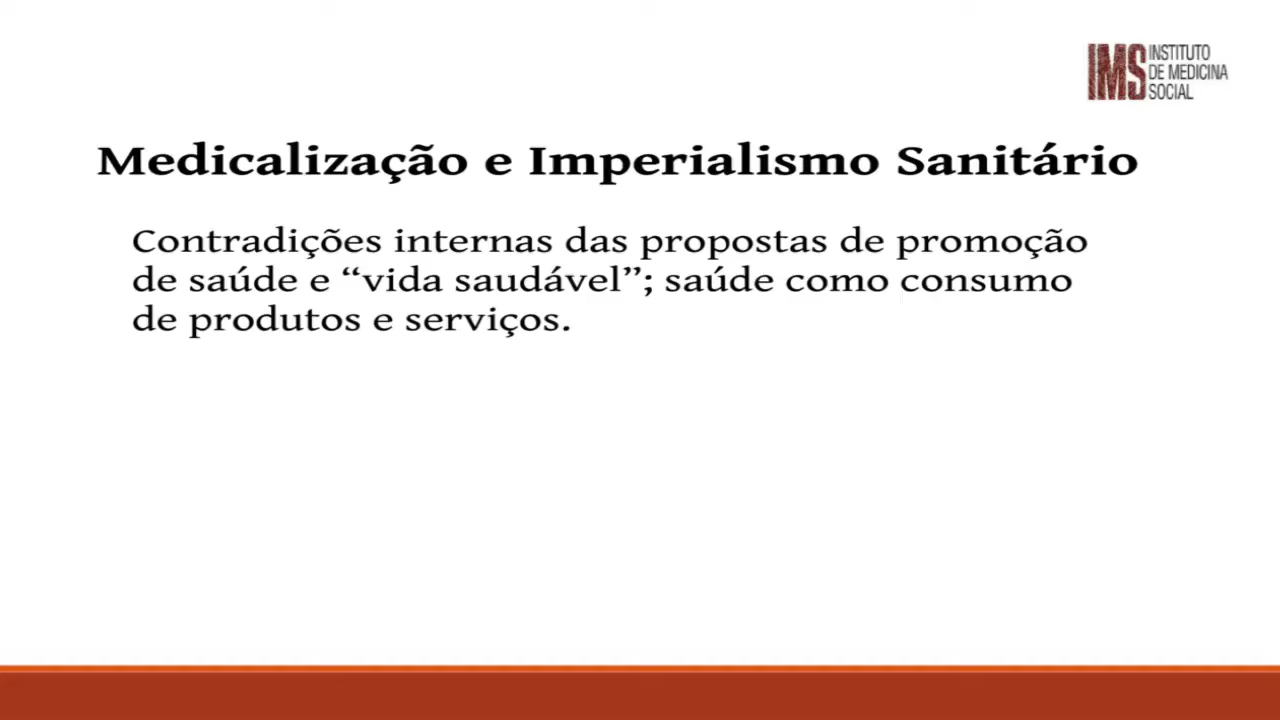 IMS INSTITUTO
DE MEDICINA
SOCIAL
Medicalização e Imperialismo Sanitário
Contradições internas das propostas de promoção
de saúde e “vida saudável”; saúde como consumo
de produtos e serviços.